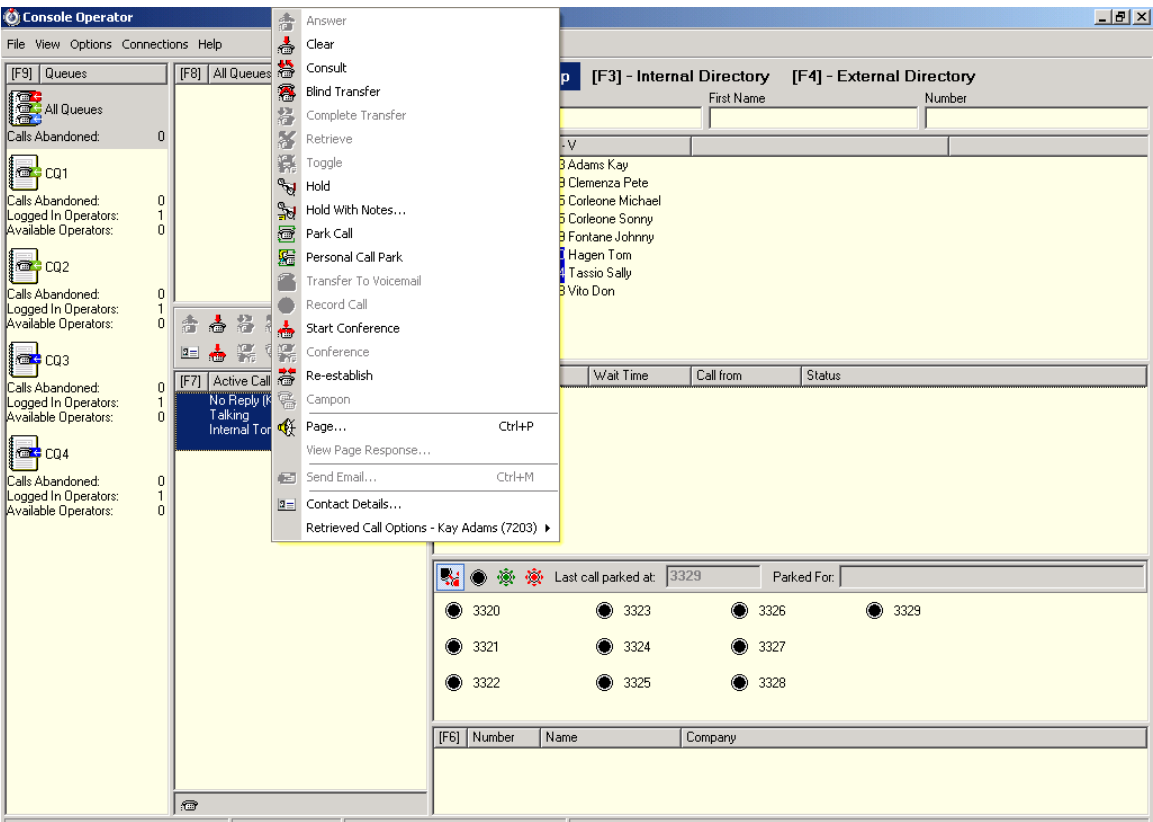 Console Operator
File View Options Connections Help
[F9] Queues
All Queues
Calls Abandoned: 0
CQ1
Calls Abandoned: 0
Logged In Operators: 1
Available Operators: 0
CQ2
Calls Abandoned: 0
Logged In Operators: 1
Available Operators: 0
CQ3
Calls Abandoned: 0
Logged In Operators: 1
Available Operators: 0
CQ4
Calls Abandoned: 0
Logged In Operators: 1
Available Operators: 0
[F8] All Queues
[F7] Active Call
No Reply (K
Talking
Internal
Answer
Clear
Consult
Blind Transfer
Complete Transfer
Retrieve
Toggle
Hold
Hold With Notes...
Park Call
Personal Call Park
Transfer To Voicemail
Record Call
Start Conference
Conference
Re-establish
Campon
Page... Ctrl+P
View Page Response...
Send Email... Ctrl+M
Contact Details...
Retrieved Call Options - Kay Adams (7203)
p [F3] - Internal Directory [F4] - External Directory
First Name Number
- V
3 Adams Kay
9 Clemenza Pete
5 Corleone Michael
5 Corleone Sonny
Fontane Johnny
Hagen Tom
4 Tassio Sally
Vito Don
Wait Time Call from Status
Last call parked at: 3329 Parked For:
3320 3323 3326 3329
3321 3324 3327
3322 3325 3328
[F6] Number Name Company